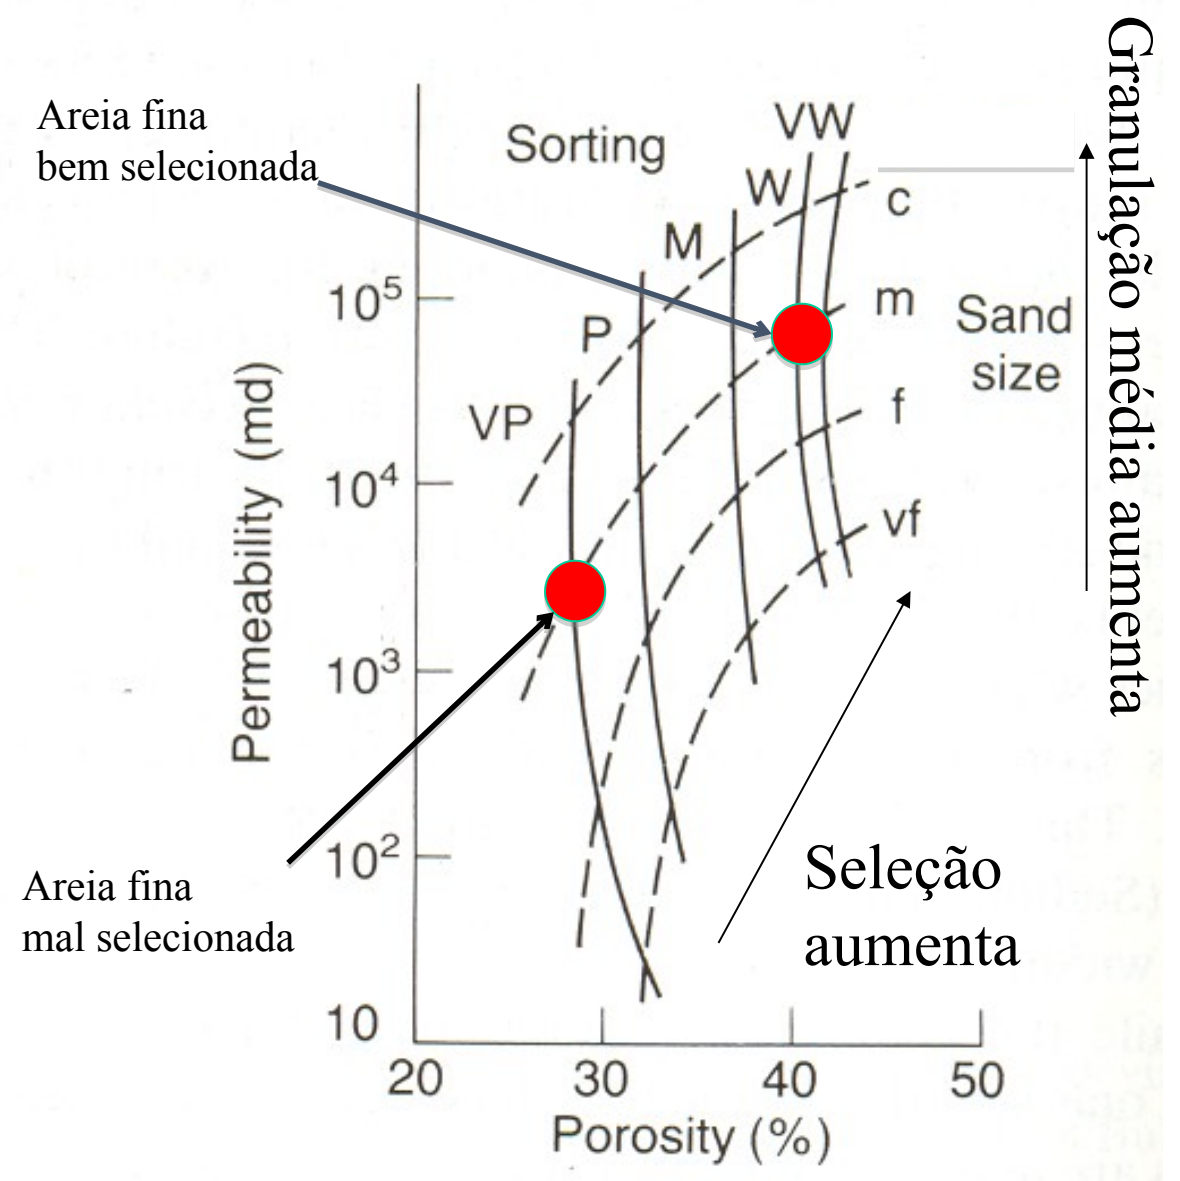 Areia fina
bem selecionada
Sorting
VW
W
M
P
VP
c
m
f
vf
Sand
size
Granulação média aumenta
Permeability (md)
10⁵
10⁴
10³
10²
10
20
30
40
50
Porosity (%)
Areia fina
mal selecionada
Seleção
aumenta